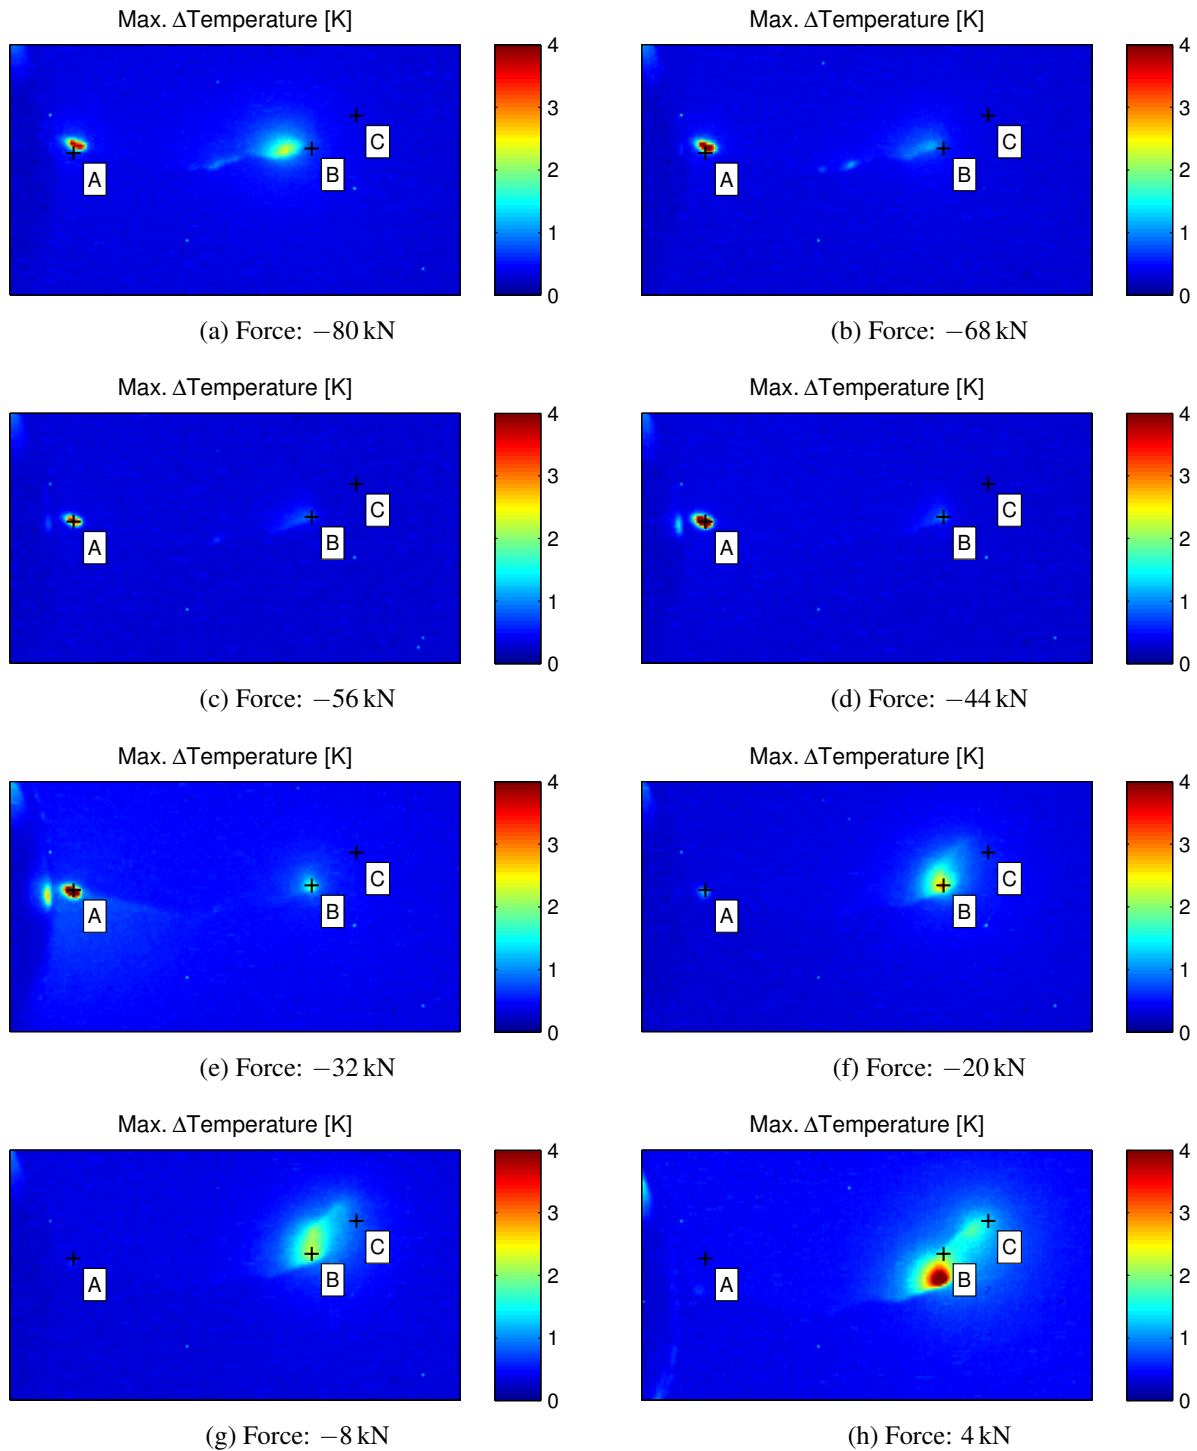 Max. ΔTemperature [K]
A
B
C
4
3
2
1
0
(a) Force: −80 kN
Max. ΔTemperature [K]
A
B
C
4
3
2
1
0
(b) Force: −68 kN
Max. ΔTemperature [K]
A
B
C
4
3
2
1
0
(c) Force: −56 kN
Max. ΔTemperature [K]
A
B
C
4
3
2
1
0
(d) Force: −44 kN
Max. ΔTemperature [K]
A
B
C
4
3
2
1
0
(e) Force: −32 kN
Max. ΔTemperature [K]
A
B
C
4
3
2
1
0
(f) Force: −20 kN
Max. ΔTemperature [K]
A
B
C
4
3
2
1
0
(g) Force: −8 kN
Max. ΔTemperature [K]
A
B
C
4
3
2
1
0
(h) Force: 4 kN